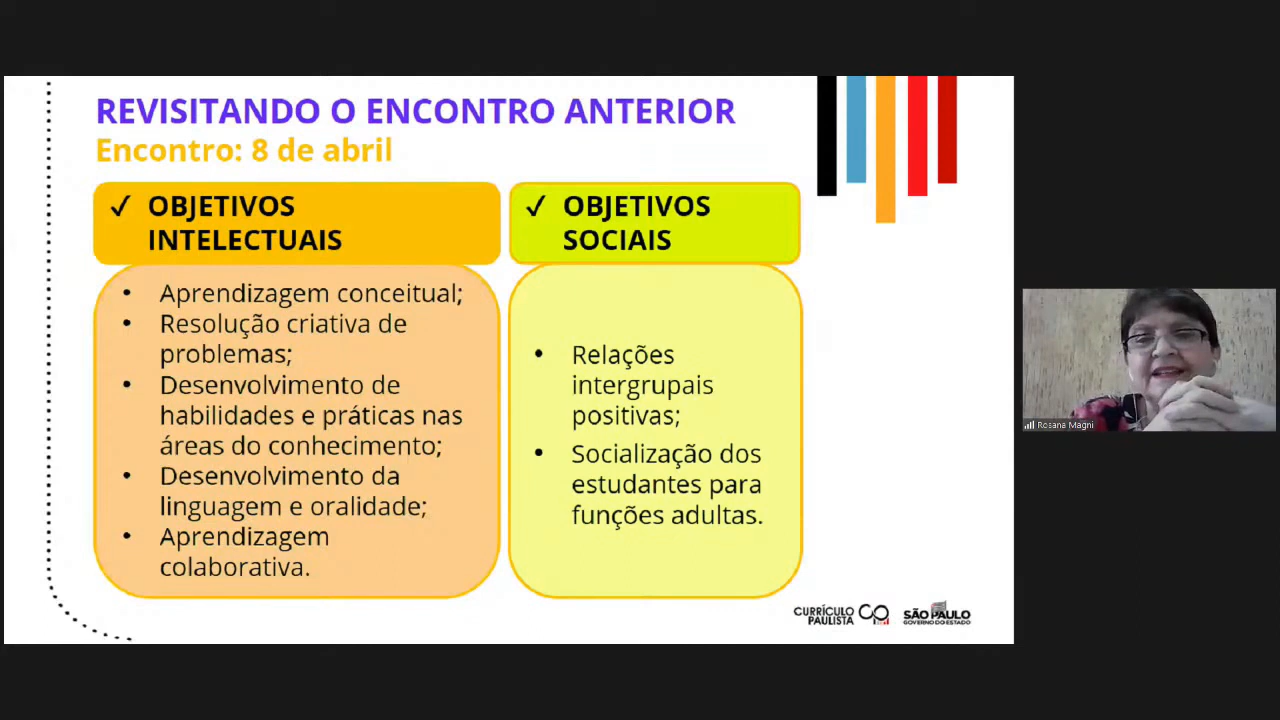 REVISITANDO O ENCONTRO ANTERIOR
Encontro: 8 de abril
✓ OBJETIVOS
INTELECTUAIS
• Aprendizagem conceitual;
• Resolução criativa de
problemas;
• Desenvolvimento de
habilidades e práticas nas
áreas do conhecimento;
• Desenvolvimento da
linguagem e oralidade;
• Aprendizagem
colaborativa.
✓ OBJETIVOS
SOCIAIS
• Relações
intergrupais
positivas;
• Socialização dos
estudantes para
funções adultas.
CURRÍCULO
PAULISTA
CP
SÃO PAULO
GOVERNO DO ESTADO
Rosana Magni